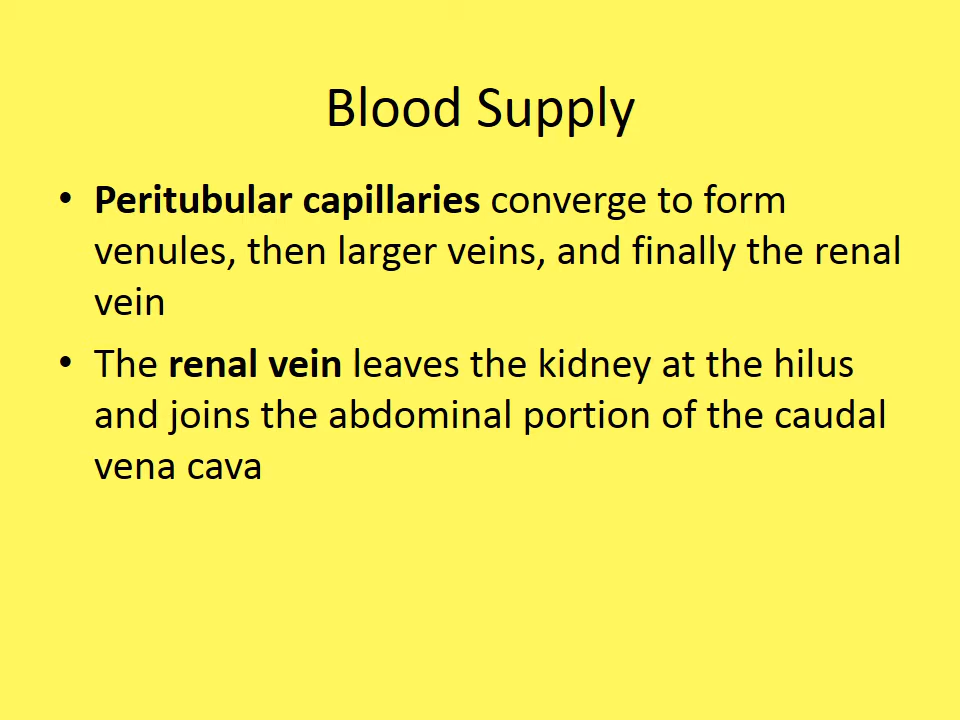 Blood Supply
• Peritubular capillaries converge to form
venules, then larger veins, and finally the renal
vein
• The renal vein leaves the kidney at the hilus
and joins the abdominal portion of the caudal
vena cava